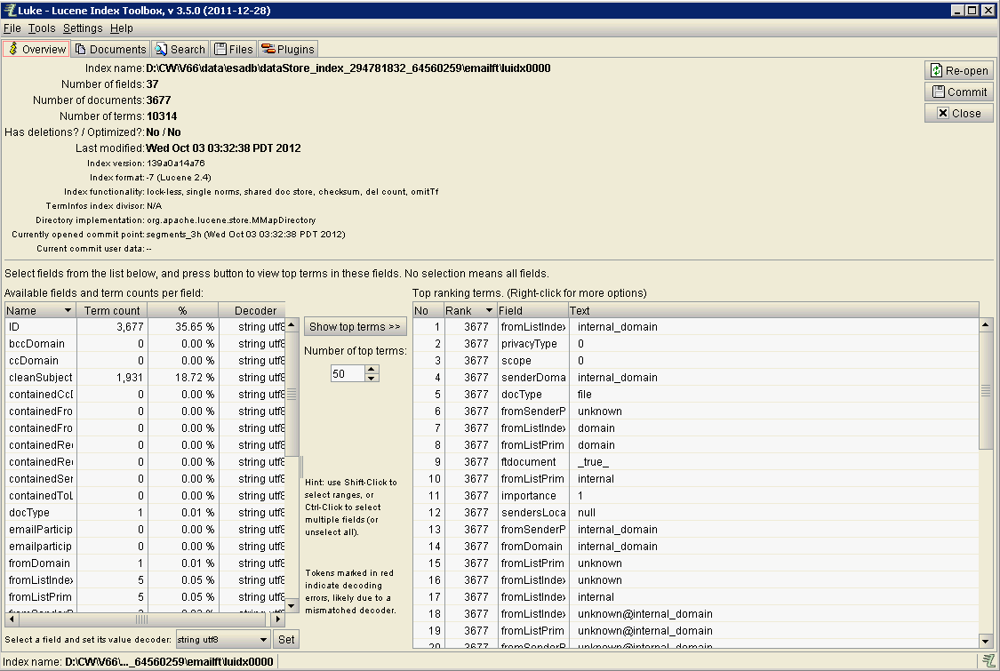 Luke - Lucene Index Toolbox, v 3.5.0 (2011-12-28)
File Tools Settings Help
Overview Documents Search Files Plugins
Index name: D:\CW\V66\data\esadb\dataStore_index_294781832_64560259\emailft\luidx0000
Number of fields: 37
Number of documents: 3677
Number of terms: 10314
Has deletions? / Optimized?: No / No
Last modified: Wed Oct 03 03:32:38 PDT 2012
Index version: 139a0a14a76
Index format: -7 (Lucene 2.4)
Index functionality: lock-less, single norms, shared doc store, checksum, del count, omitTf
TermInfos index divisor: N/A
Directory implementation: org.apache.lucene.store.MMapDirectory
Currently opened commit point: segments_3h (Wed Oct 03 03:32:38 PDT 2012)
Current commit user data: --
Re-open
Commit
Close
Select fields from the list below, and press button to view top terms in these fields. No selection means all fields.
Available fields and term counts per field:
Name Term count % Decoder
ID 3,677 35.65 % string utf8
bccDomain 0 0.00 % string utf8
ccDomain 0 0.00 % string utf8
cleanSubject 1,931 18.72 % string utf8
containedCcD 0 0.00 % string utf8
containedFro 0 0.00 % string utf8
containedFro 0 0.00 % string utf8
containedRec 0 0.00 % string utf8
containedRec 0 0.00 % string utf8
containedSer 0 0.00 % string utf8
containedToL 0 0.00 % string utf8
docType 1 0.01 % string utf8
emailParticip 0 0.00 % string utf8
emailparticip 0 0.00 % string utf8
fromDomain 1 0.01 % string utf8
fromListIndex 5 0.05 % string utf8
fromListPrim 5 0.05 % string utf8
Select a field and set its value decoder: string utf8 Set
Show top terms >>
Number of top terms:
50
Hint: use Shift-Click to
select ranges, or
Ctrl-Click to select
multiple fields (or
unselect all).
Tokens marked in red
indicate decoding
errors, likely due to a
mismatched decoder.
Top ranking terms. (Right-click for more options)
No Rank Field Text
1 3677 fromListIndex internal_domain
2 3677 privacyType 0
3 3677 scope 0
4 3677 senderDoma internal_domain
5 3677 docType file
6 3677 fromSenderP unknown
7 3677 fromListIndex domain
8 3677 fromListPrim domain
9 3677 ftdocument _true_
10 3677 fromListPrim internal
11 3677 importance 1
12 3677 sendersLoca null
13 3677 fromSenderP internal_domain
14 3677 fromDomain internal_domain
15 3677 fromListPrim unknown
16 3677 fromListIndex unknown
17 3677 fromListIndex internal
18 3677 fromListIndex unknown@internal_domain
19 3677 fromListPrim unknown@internal_domain
20 3677 fromSenderP unknown@internal_domain
Index name: D:\CW\V66\..._64560259\emailft\luidx0000